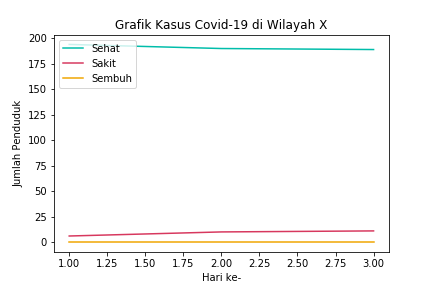 Grafik Kasus Covid-19 di Wilayah X
Sehat
Sakit
Sembuh
Jumlah Penduduk
200
175
150
125
100
75
50
25
0
1.00 1.25 1.50 1.75 2.00 2.25 2.50 2.75 3.00
Hari ke-